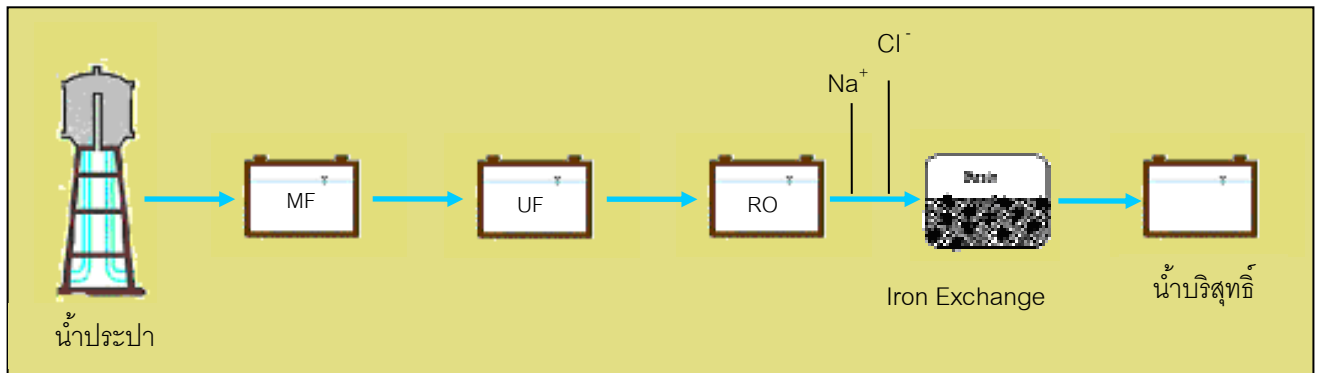 Cl⁻
Na⁺
MF
UF
RO
Resin
Iron Exchange
น้ำบริสุทธิ์
น้ำประปา